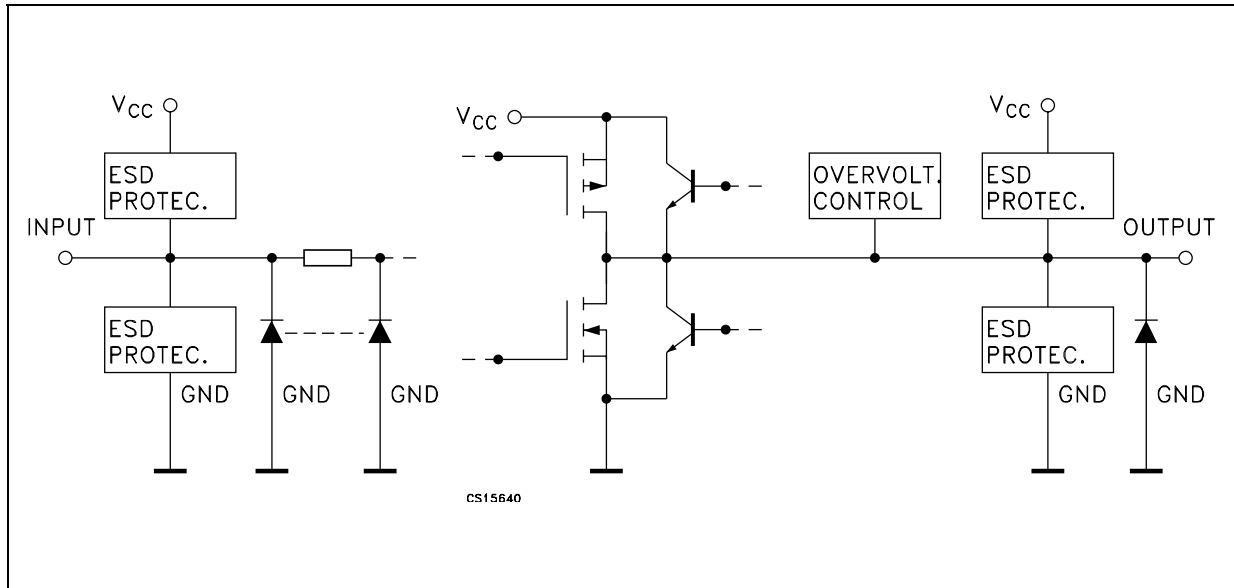 VCC
ESD
PROTEC.
INPUT
ESD
PROTEC.
GND
GND
GND
VCC
OVERVOLT.
CONTROL
VCC
ESD
PROTEC.
OUTPUT
ESD
PROTEC.
GND
GND
CS15640